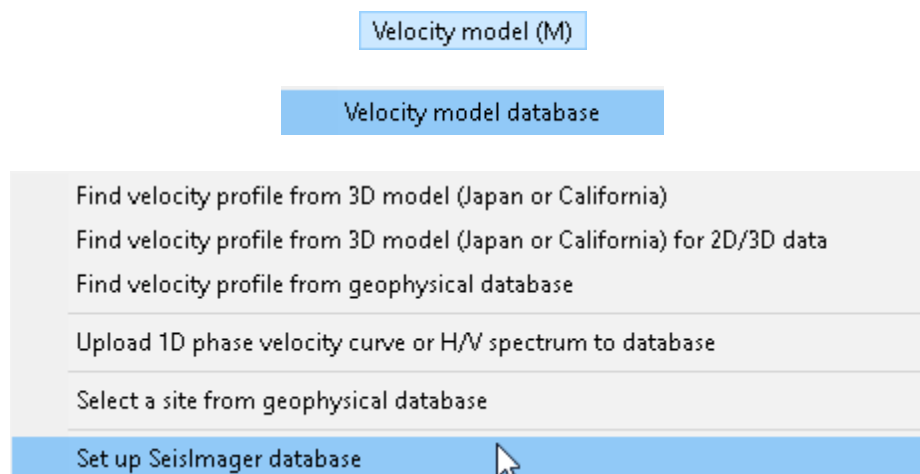 Velocity model (M)
Velocity model database
Find velocity profile from 3D model (Japan or California)
Find velocity profile from 3D model (Japan or California) for 2D/3D data
Find velocity profile from geophysical database
Upload 1D phase velocity curve or H/V spectrum to database
Select a site from geophysical database
Set up SeisImager database